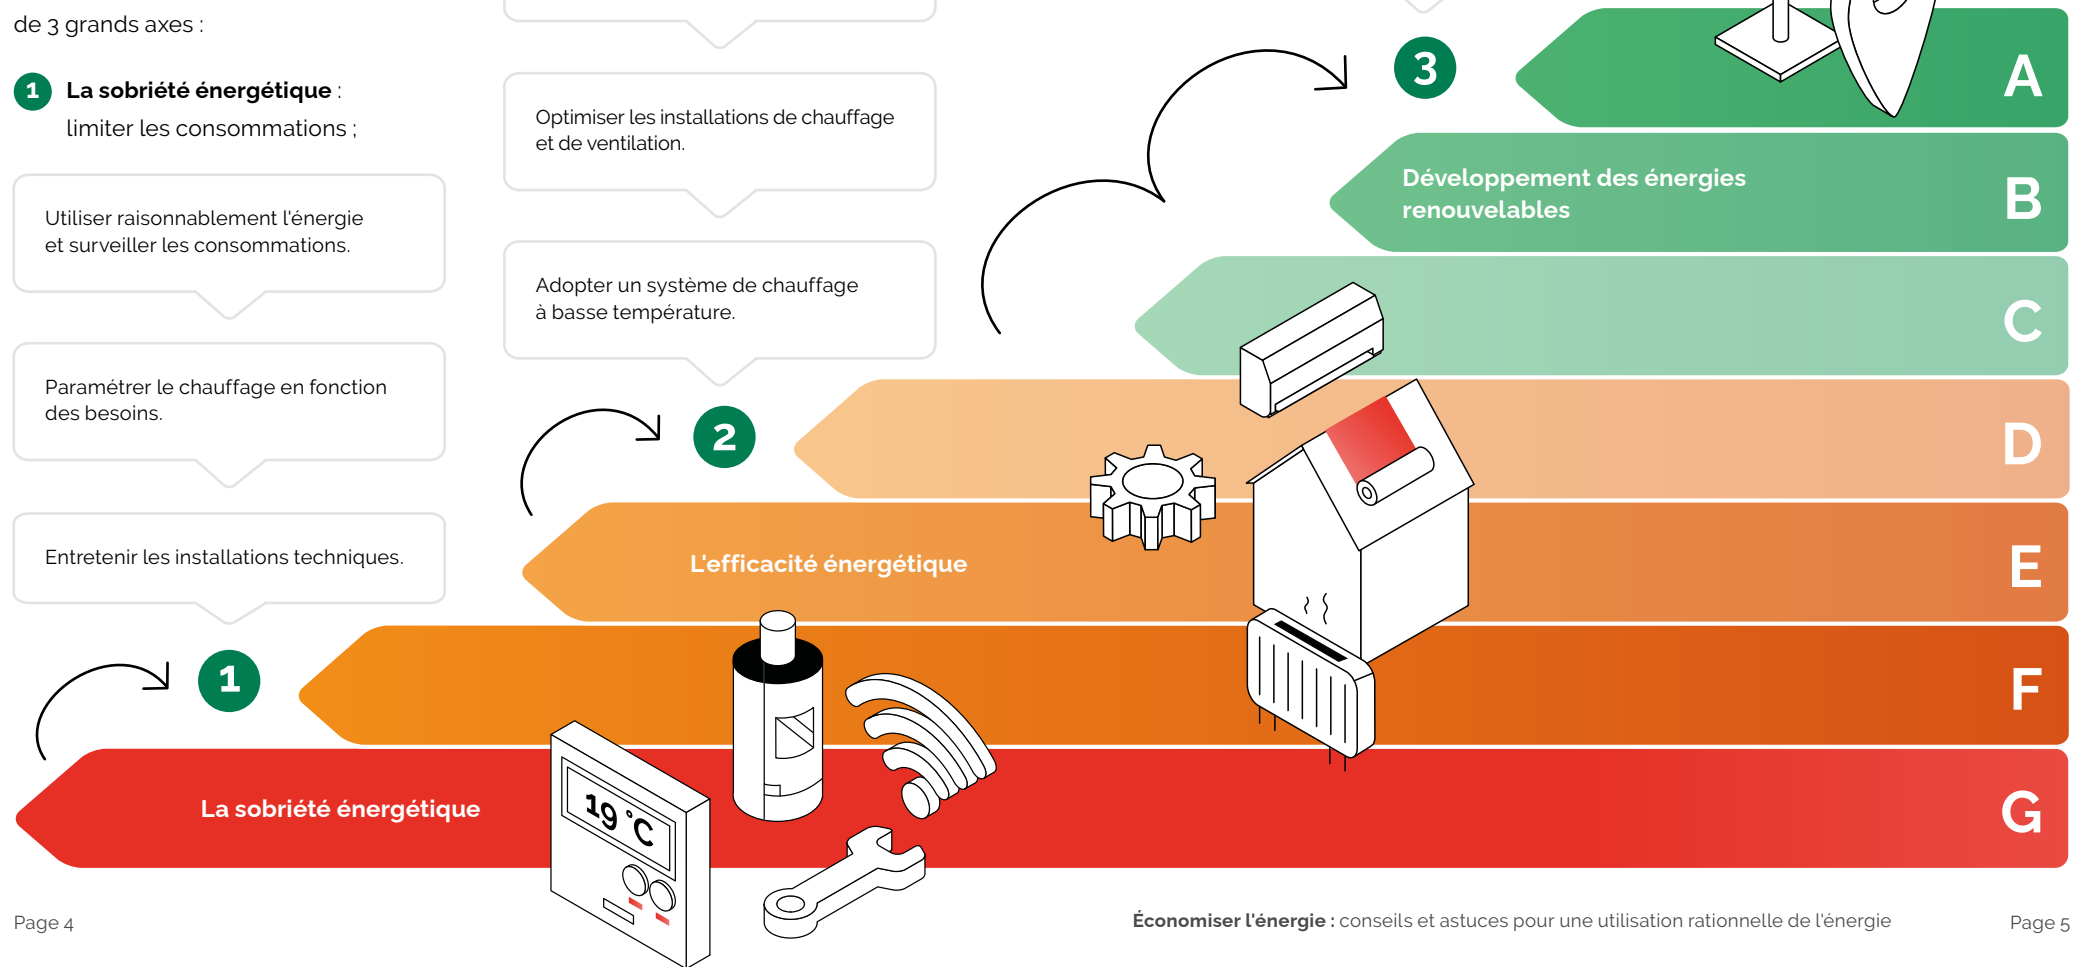 de 3 grands axes :
1 La sobriété énergétique :
limiter les consommations ;
Utiliser raisonnablement l'énergie
et surveiller les consommations.
Paramétrer le chauffage en fonction
des besoins.
Entretenir les installations techniques.
1
Optimiser les installations de chauffage
et de ventilation.
Adopter un système de chauffage
à basse température.
2
3
A
Développement des énergies
renouvelables
B
C
D
L'efficacité énergétique
E
F
La sobriété énergétique
19 °C
G
Page 4
Économiser l'énergie : conseils et astuces pour une utilisation rationnelle de l'énergie
Page 5